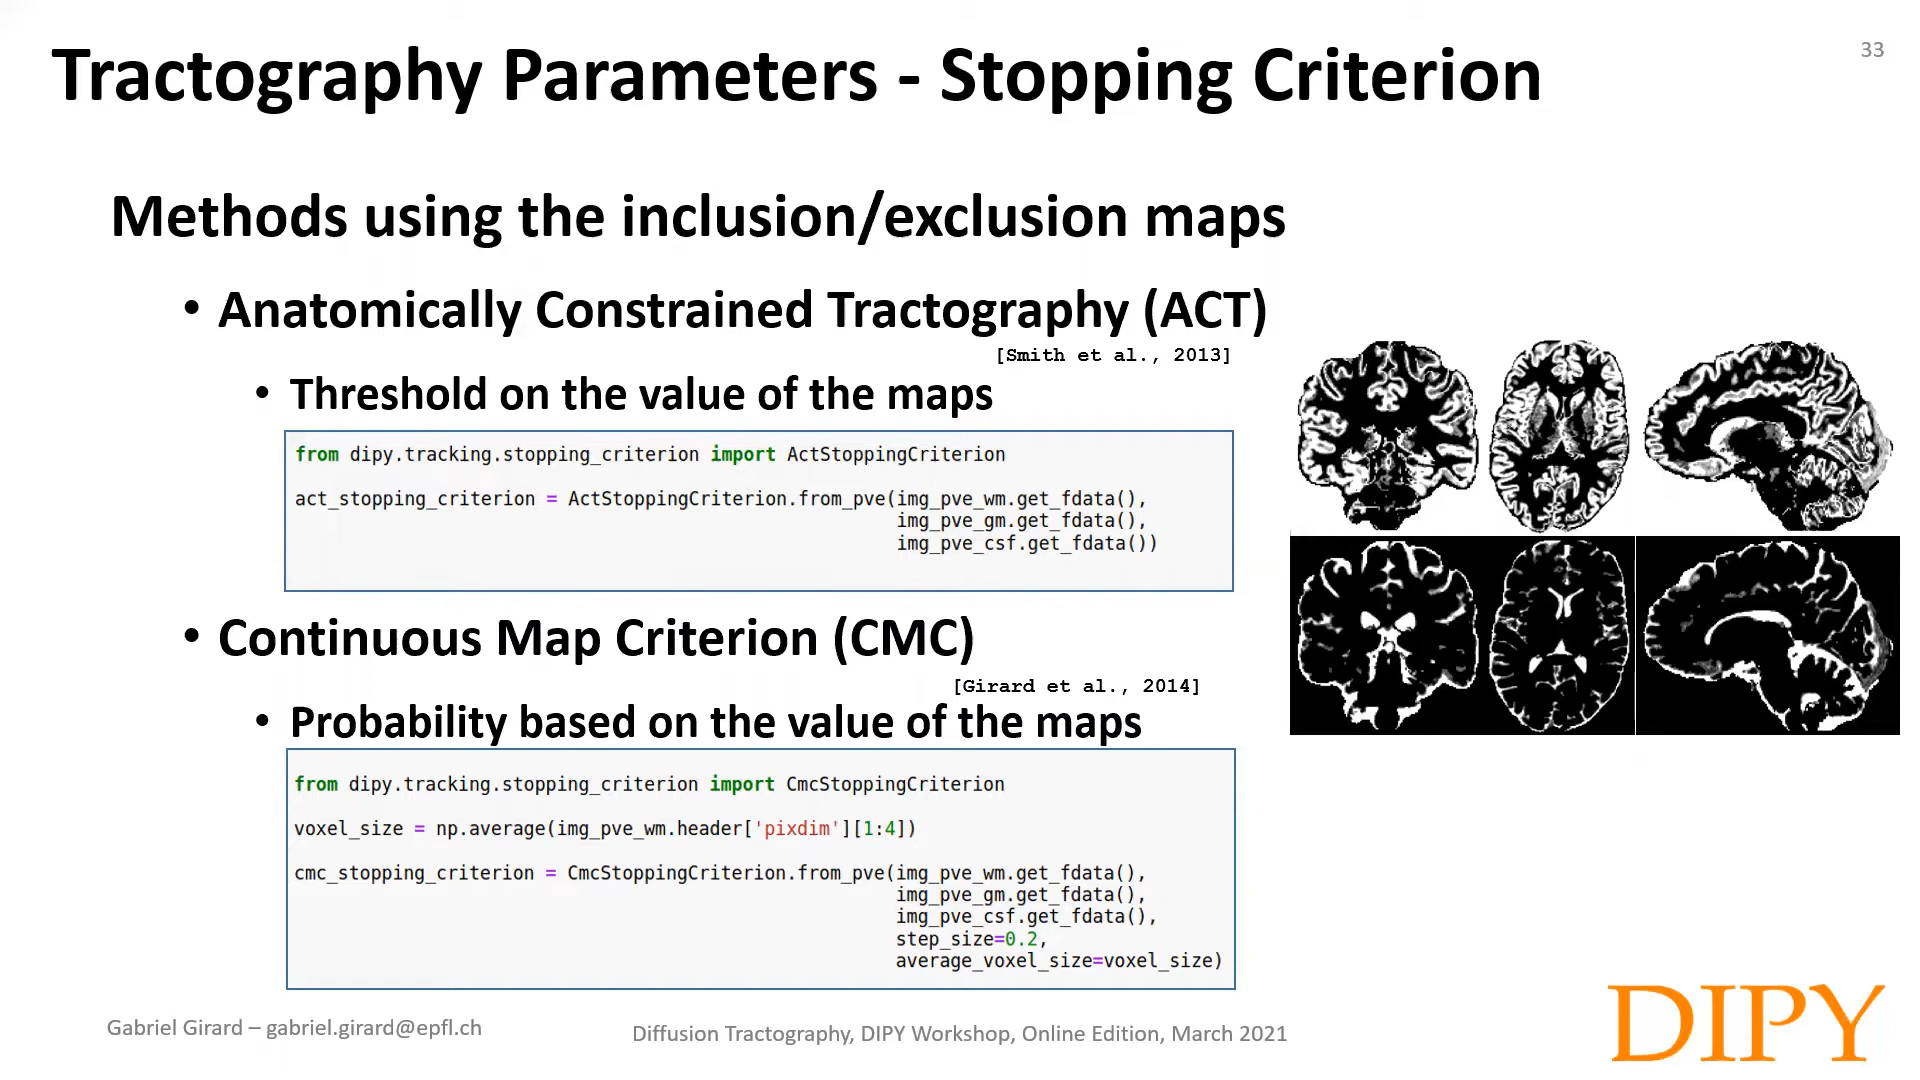 Tractography Parameters - Stopping Criterion
33
Methods using the inclusion/exclusion maps
• Anatomically Constrained Tractography (ACT)
[Smith et al., 2013]
• Threshold on the value of the maps
from dipy.tracking.stopping_criterion import ActStoppingCriterion
act_stopping_criterion = ActStoppingCriterion.from_pve(img_pve_wm.get_fdata(),
img_pve_gm.get_fdata(),
img_pve_csf.get_fdata())
• Continuous Map Criterion (CMC)
[Girard et al., 2014]
• Probability based on the value of the maps
from dipy.tracking.stopping_criterion import CmcStoppingCriterion
voxel_size = np.average(img_pve_wm.header['pixdim'][1:4])
cmc_stopping_criterion = CmcStoppingCriterion.from_pve(img_pve_wm.get_fdata(),
img_pve_gm.get_fdata(),
img_pve_csf.get_fdata(),
step_size=0.2,
average_voxel_size=voxel_size)
Gabriel Girard – gabriel.girard@epfl.ch
Diffusion Tractography, DIPY Workshop, Online Edition, March 2021
DIPY